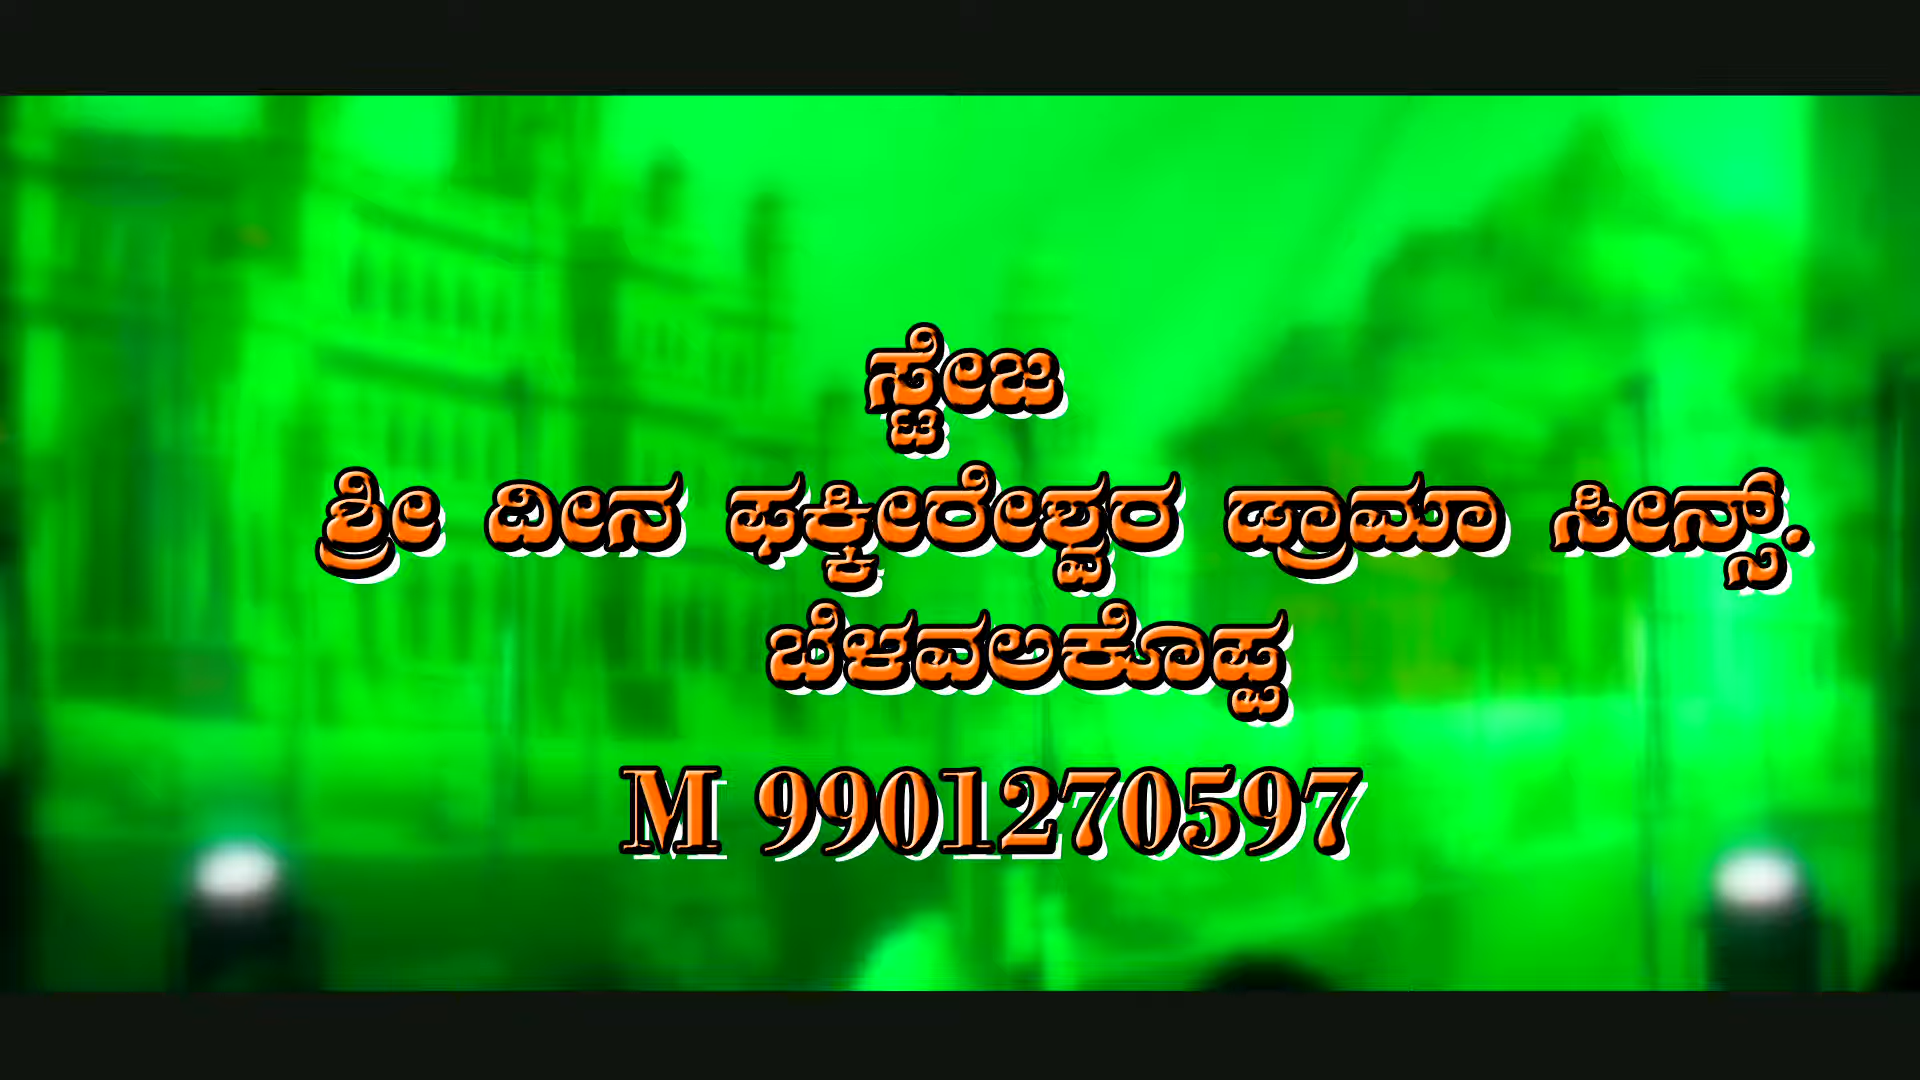 ಸ್ಟೇಜ
ಶ್ರೀ ದೀನ ಫಕ್ಕೀರೇಶ್ವರ ಡ್ರಾಮಾ ಸೀನ್ಸ್.
ಬೆಳವಲಕೊಪ್ಪ
M 9901270597